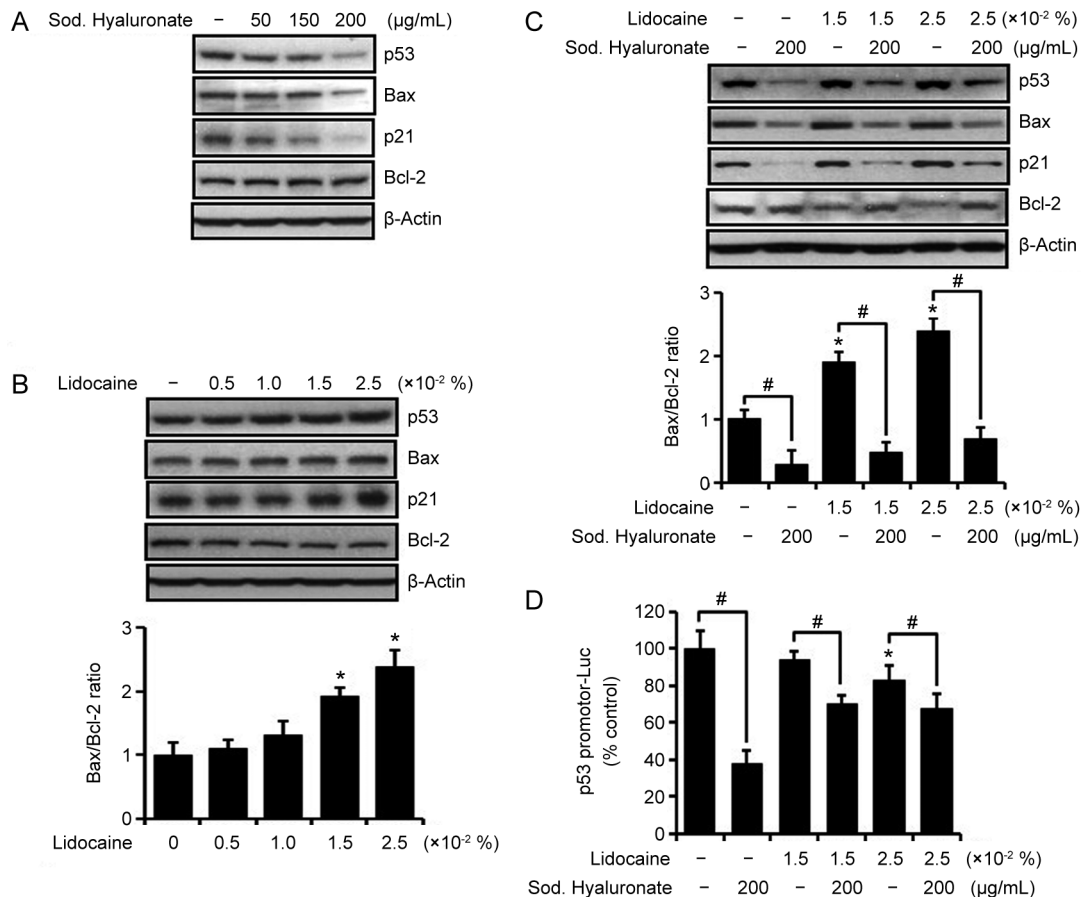 A
Sod. Hyaluronate – 50 150 200 (µg/mL)
p53
Bax
p21
Bcl-2
β-Actin
B
Lidocaine – 0.5 1.0 1.5 2.5 (×10-2 %)
p53
Bax
p21
Bcl-2
β-Actin
3
2
1
0
Bax/Bcl-2 ratio
* *
Lidocaine 0 0.5 1.0 1.5 2.5 (×10-2 %)
C
Lidocaine – – 1.5 1.5 2.5 2.5 (×10-2 %)
Sod. Hyaluronate – 200 – 200 – 200 (µg/mL)
p53
Bax
p21
Bcl-2
β-Actin
3
2
1
0
Bax/Bcl-2 ratio
# * # * #
Lidocaine – – 1.5 1.5 2.5 2.5 (×10-2 %)
Sod. Hyaluronate – 200 – 200 – 200 (µg/mL)
D
120
100
80
60
40
20
0
p53 promotor-Luc
(% control)
# # * #
Lidocaine – – 1.5 1.5 2.5 2.5 (×10-2 %)
Sod. Hyaluronate – 200 – 200 – 200 (µg/mL)